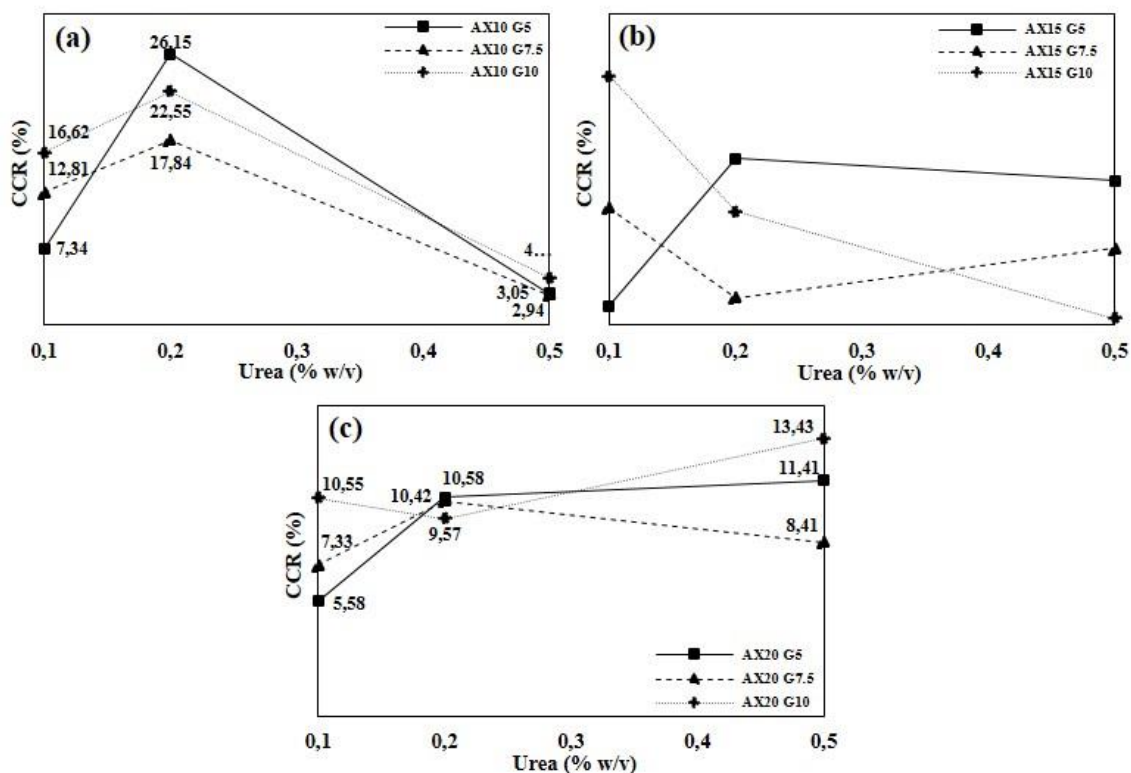 (a)
AX10 G5
AX10 G7.5
AX10 G10
26,15
16,62
22,55
12,81
17,84
7,34
4...
3,05
2,94
CCR (%)
0,1 0,2 0,3 0,4 0,5
Urea (% w/v)
(b)
AX15 G5
AX15 G7.5
AX15 G10
CCR (%)
0,1 0,2 0,3 0,4 0,5
Urea (% w/v)
(c)
13,43
10,55
10,58
11,41
10,42
9,57
8,41
7,33
5,58
CCR (%)
AX20 G5
AX20 G7.5
AX20 G10
0,1 0,2 0,3 0,4 0,5
Urea (% w/v)